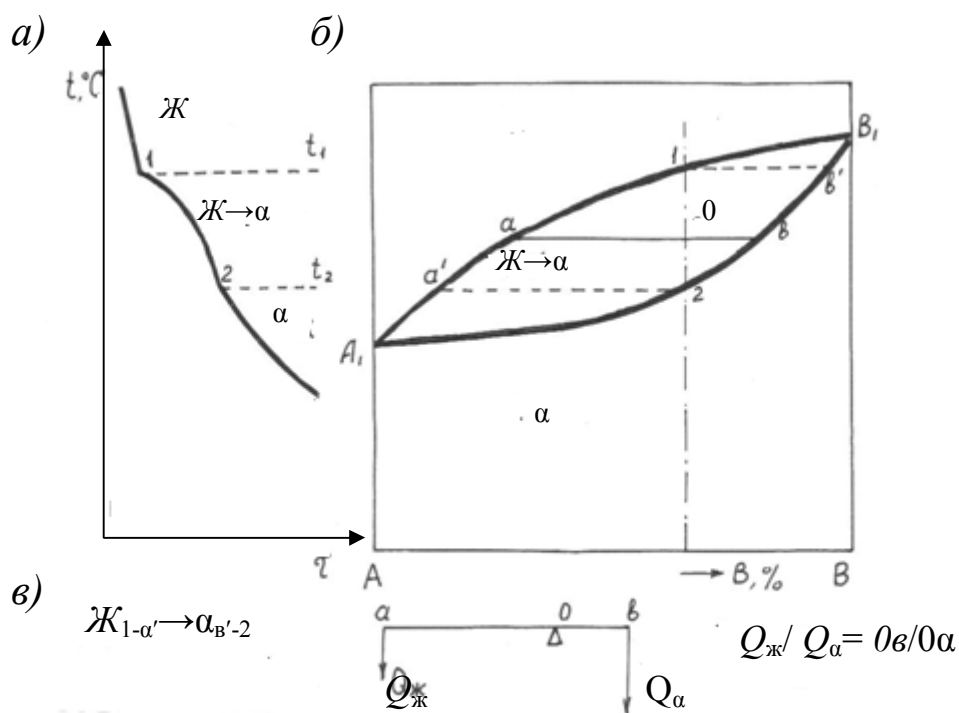 а)
б)
t,°C
Ж
1
t₁
Ж→α
2
t₂
α
τ
B₁
1
в'
0
а
в
Ж→α
а'
2
A₁
α
A
→ B, %
B
в)
Ж₁₋α′→αв′₋₂
а
0
в
Qж
Qж
Qα
Qж/ Qα= 0в/0α